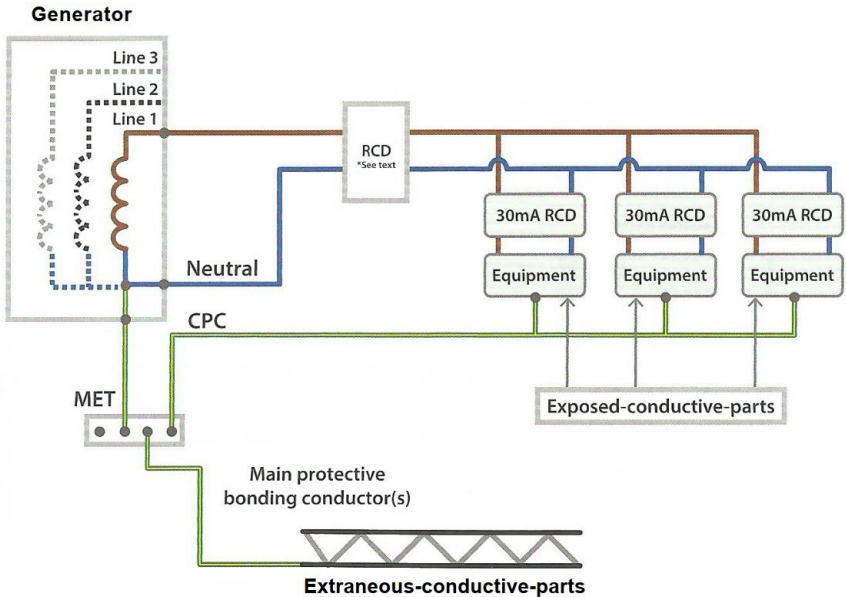 Generator
Line 3
Line 2
Line 1
RCD
*See text
30mA RCD
30mA RCD
30mA RCD
Neutral
Equipment
Equipment
Equipment
CPC
MET
Exposed-conductive-parts
Main protective
bonding conductor(s)
Extraneous-conductive-parts